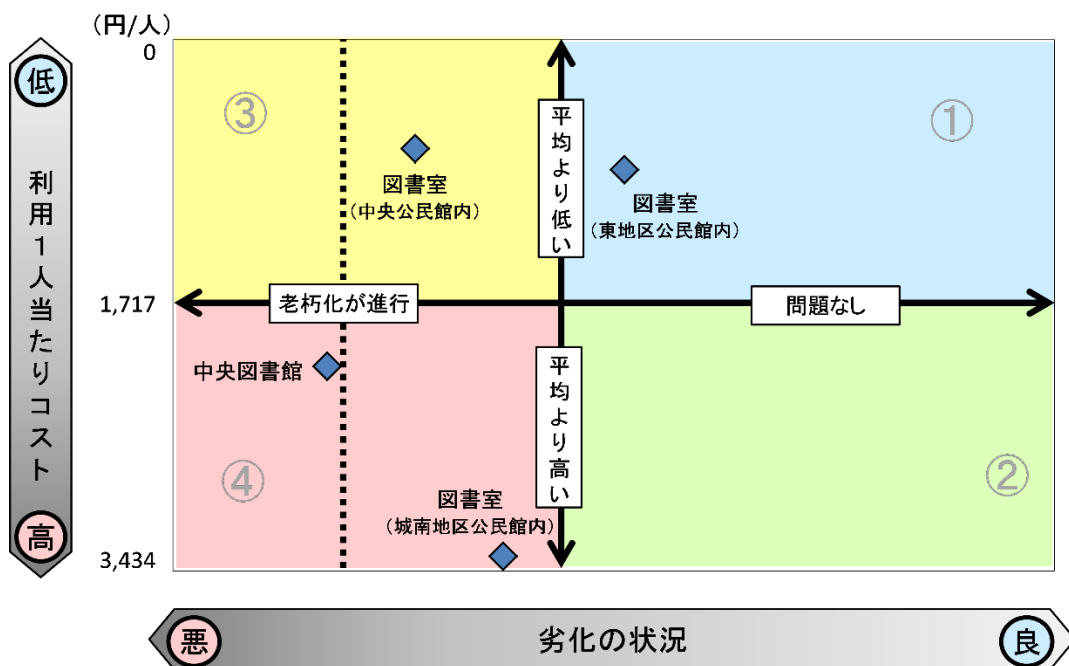 (円/人)
0
低
利用1人当たりコスト
高
③
①
平均より低い
図書室
(中央公民館内)
図書室
(東地区公民館内)
1,717
老朽化が進行
問題なし
中央図書館
平均より高い
④
②
図書室
(城南地区公民館内)
3,434
悪
劣化の状況
良